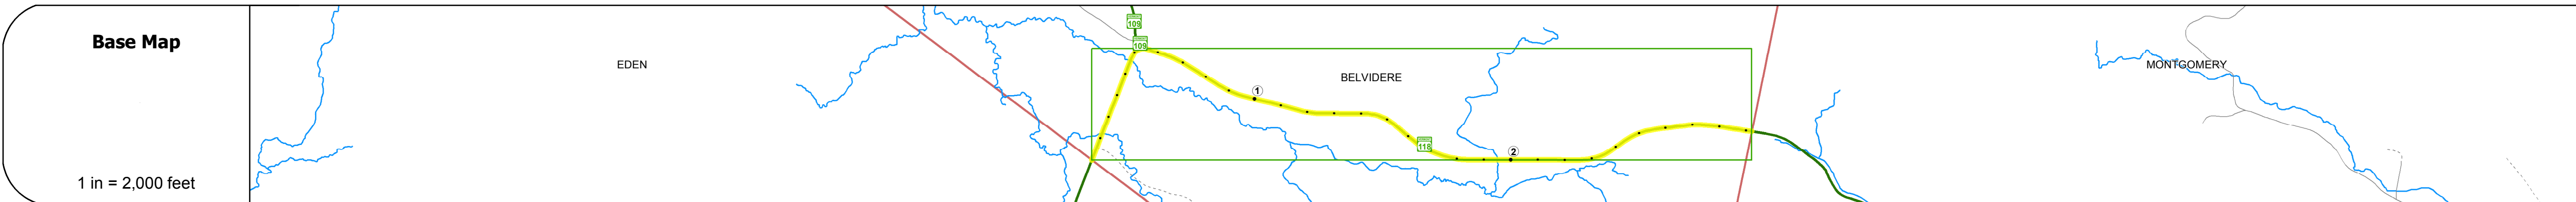 Base Map
1 in = 2,000 feet
EDEN
109
109
BELVIDERE
1
118
2
MONTGOMERY